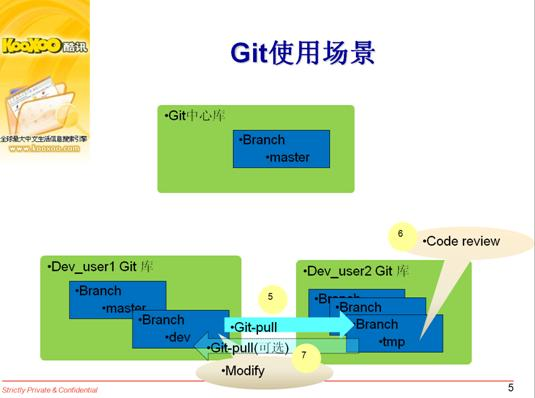 KooXoo 酷讯
全球最大中文生活信息搜索引擎
www.kooxoo.com
Git使用场景
•Git中心库
•Branch
•master
6
•Code review
•Dev_user1 Git 库
•Branch
•master
•Branch
•dev
•Dev_user2 Git 库
•Branch
•Branch
•Branch
•tmp
5
•Git-pull
•Git-pull(可选)
7
•Modify
Strictly Private & Confidential
5